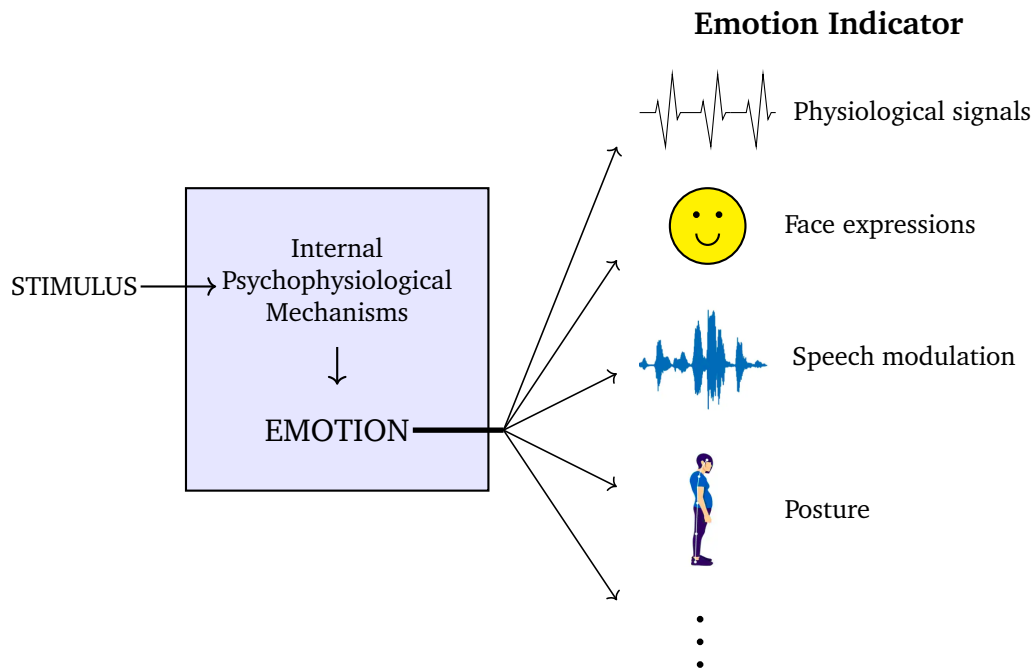 Emotion Indicator
Physiological signals
Face expressions
Internal
Psychophysiological
Mechanisms
STIMULUS
Speech modulation
EMOTION
Posture